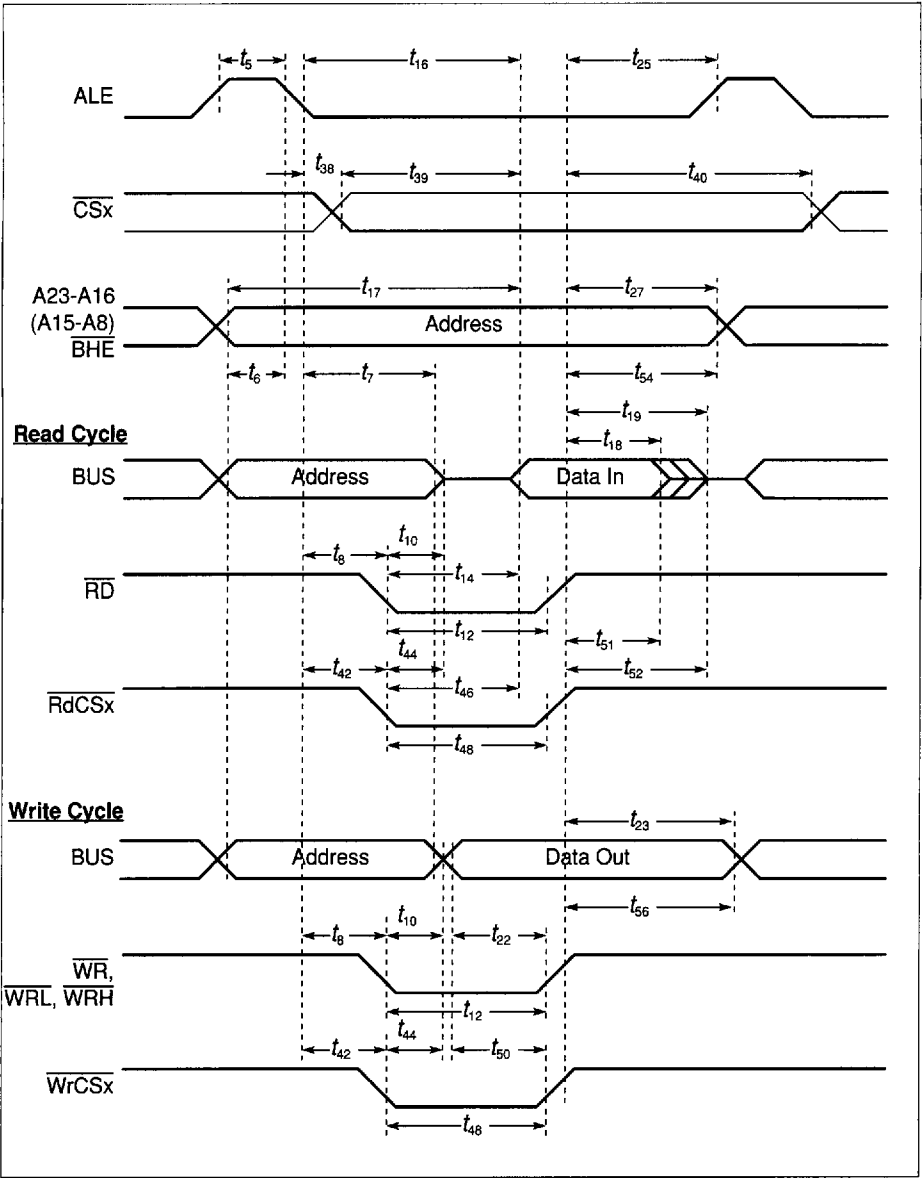 t5 t16 t25
ALE
t38 t39 t40
CSx
t17 t27
A23-A16
(A15-A8) Address
BHE
t6 t7 t54
t19
Read Cycle t18
BUS Address Data In
t10
t8 t14
RD
t12 t51
t44
t42 t46 t52
RdCSx
t48
Write Cycle
t23
BUS Address Data Out
t56
t10
t8 t22
WR,
WRL, WRH
t12
t44
t42 t50
WrCSx
t48